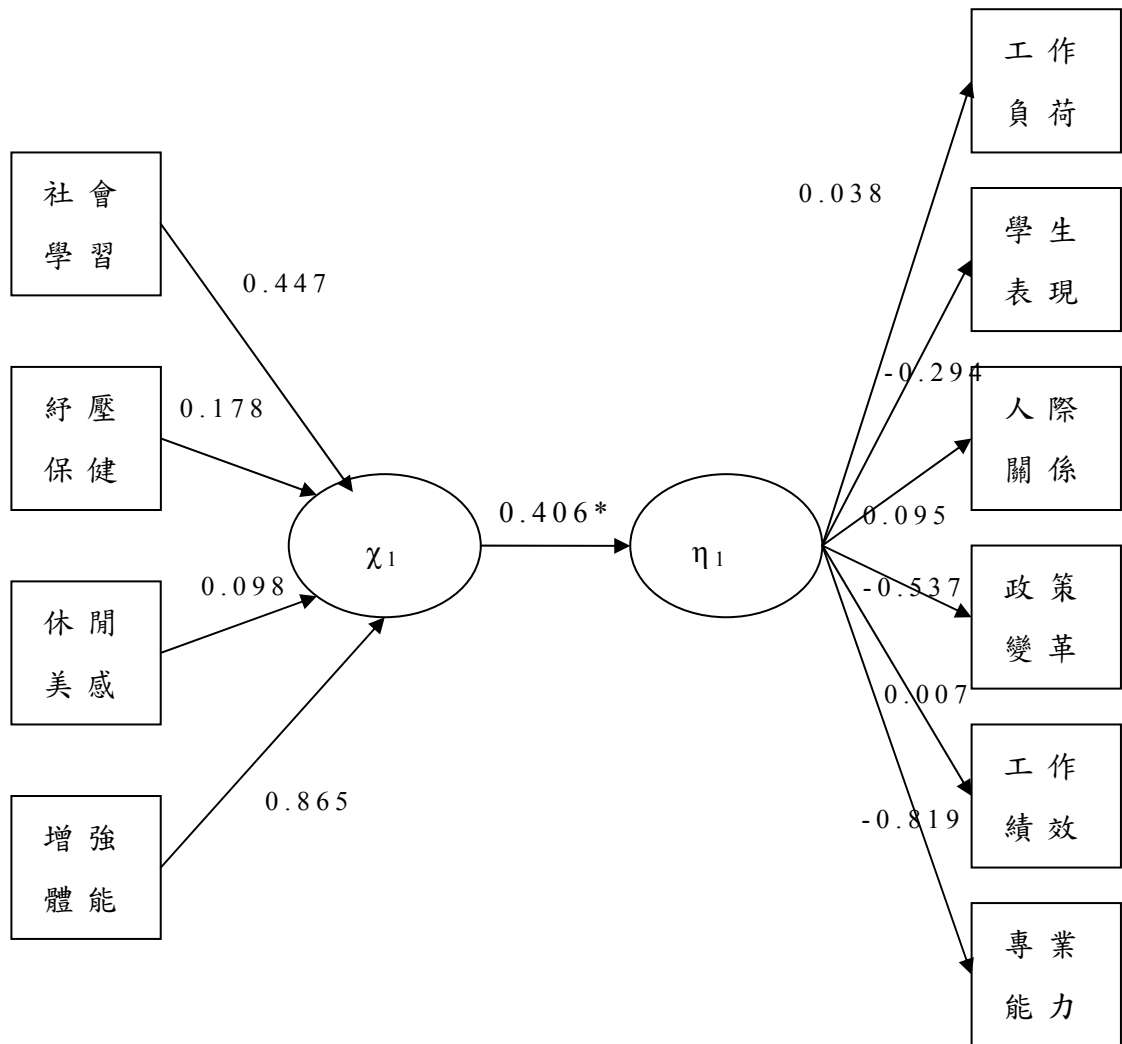 工作
負荷
社會
學習
0.447
0.038
學生
表現
紓壓
保健
0.178
-0.294
人際
關係
χ1
0.406*
η1
0.095
休閒
美感
0.098
-0.537
政策
變革
增強
體能
0.865
0.007
工作
績效
-0.819
專業
能力